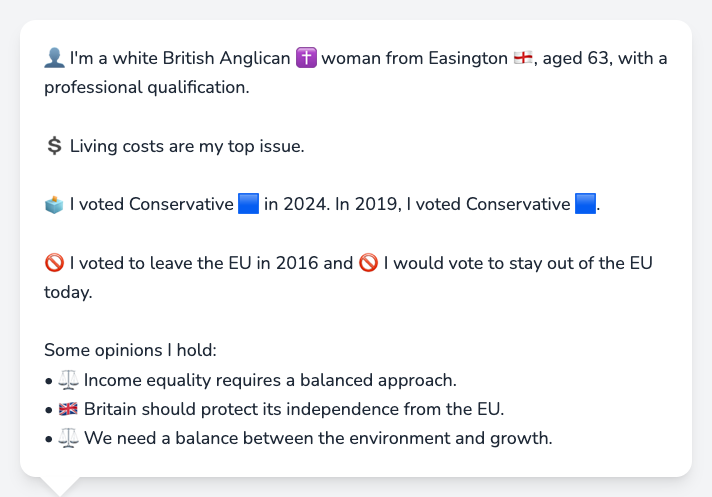 👤 I'm a white British Anglican ✝️ woman from Easington 🏴󠁧󠁢󠁥󠁮󠁧󠁿, aged 63, with a
professional qualification.
💲 Living costs are my top issue.
🗳️ I voted Conservative 🟦 in 2024. In 2019, I voted Conservative 🟦.
🚫 I voted to leave the EU in 2016 and 🚫 I would vote to stay out of the EU
today.
Some opinions I hold:
• ⚖️ Income equality requires a balanced approach.
• 🇬🇧 Britain should protect its independence from the EU.
• ⚖️ We need a balance between the environment and growth.